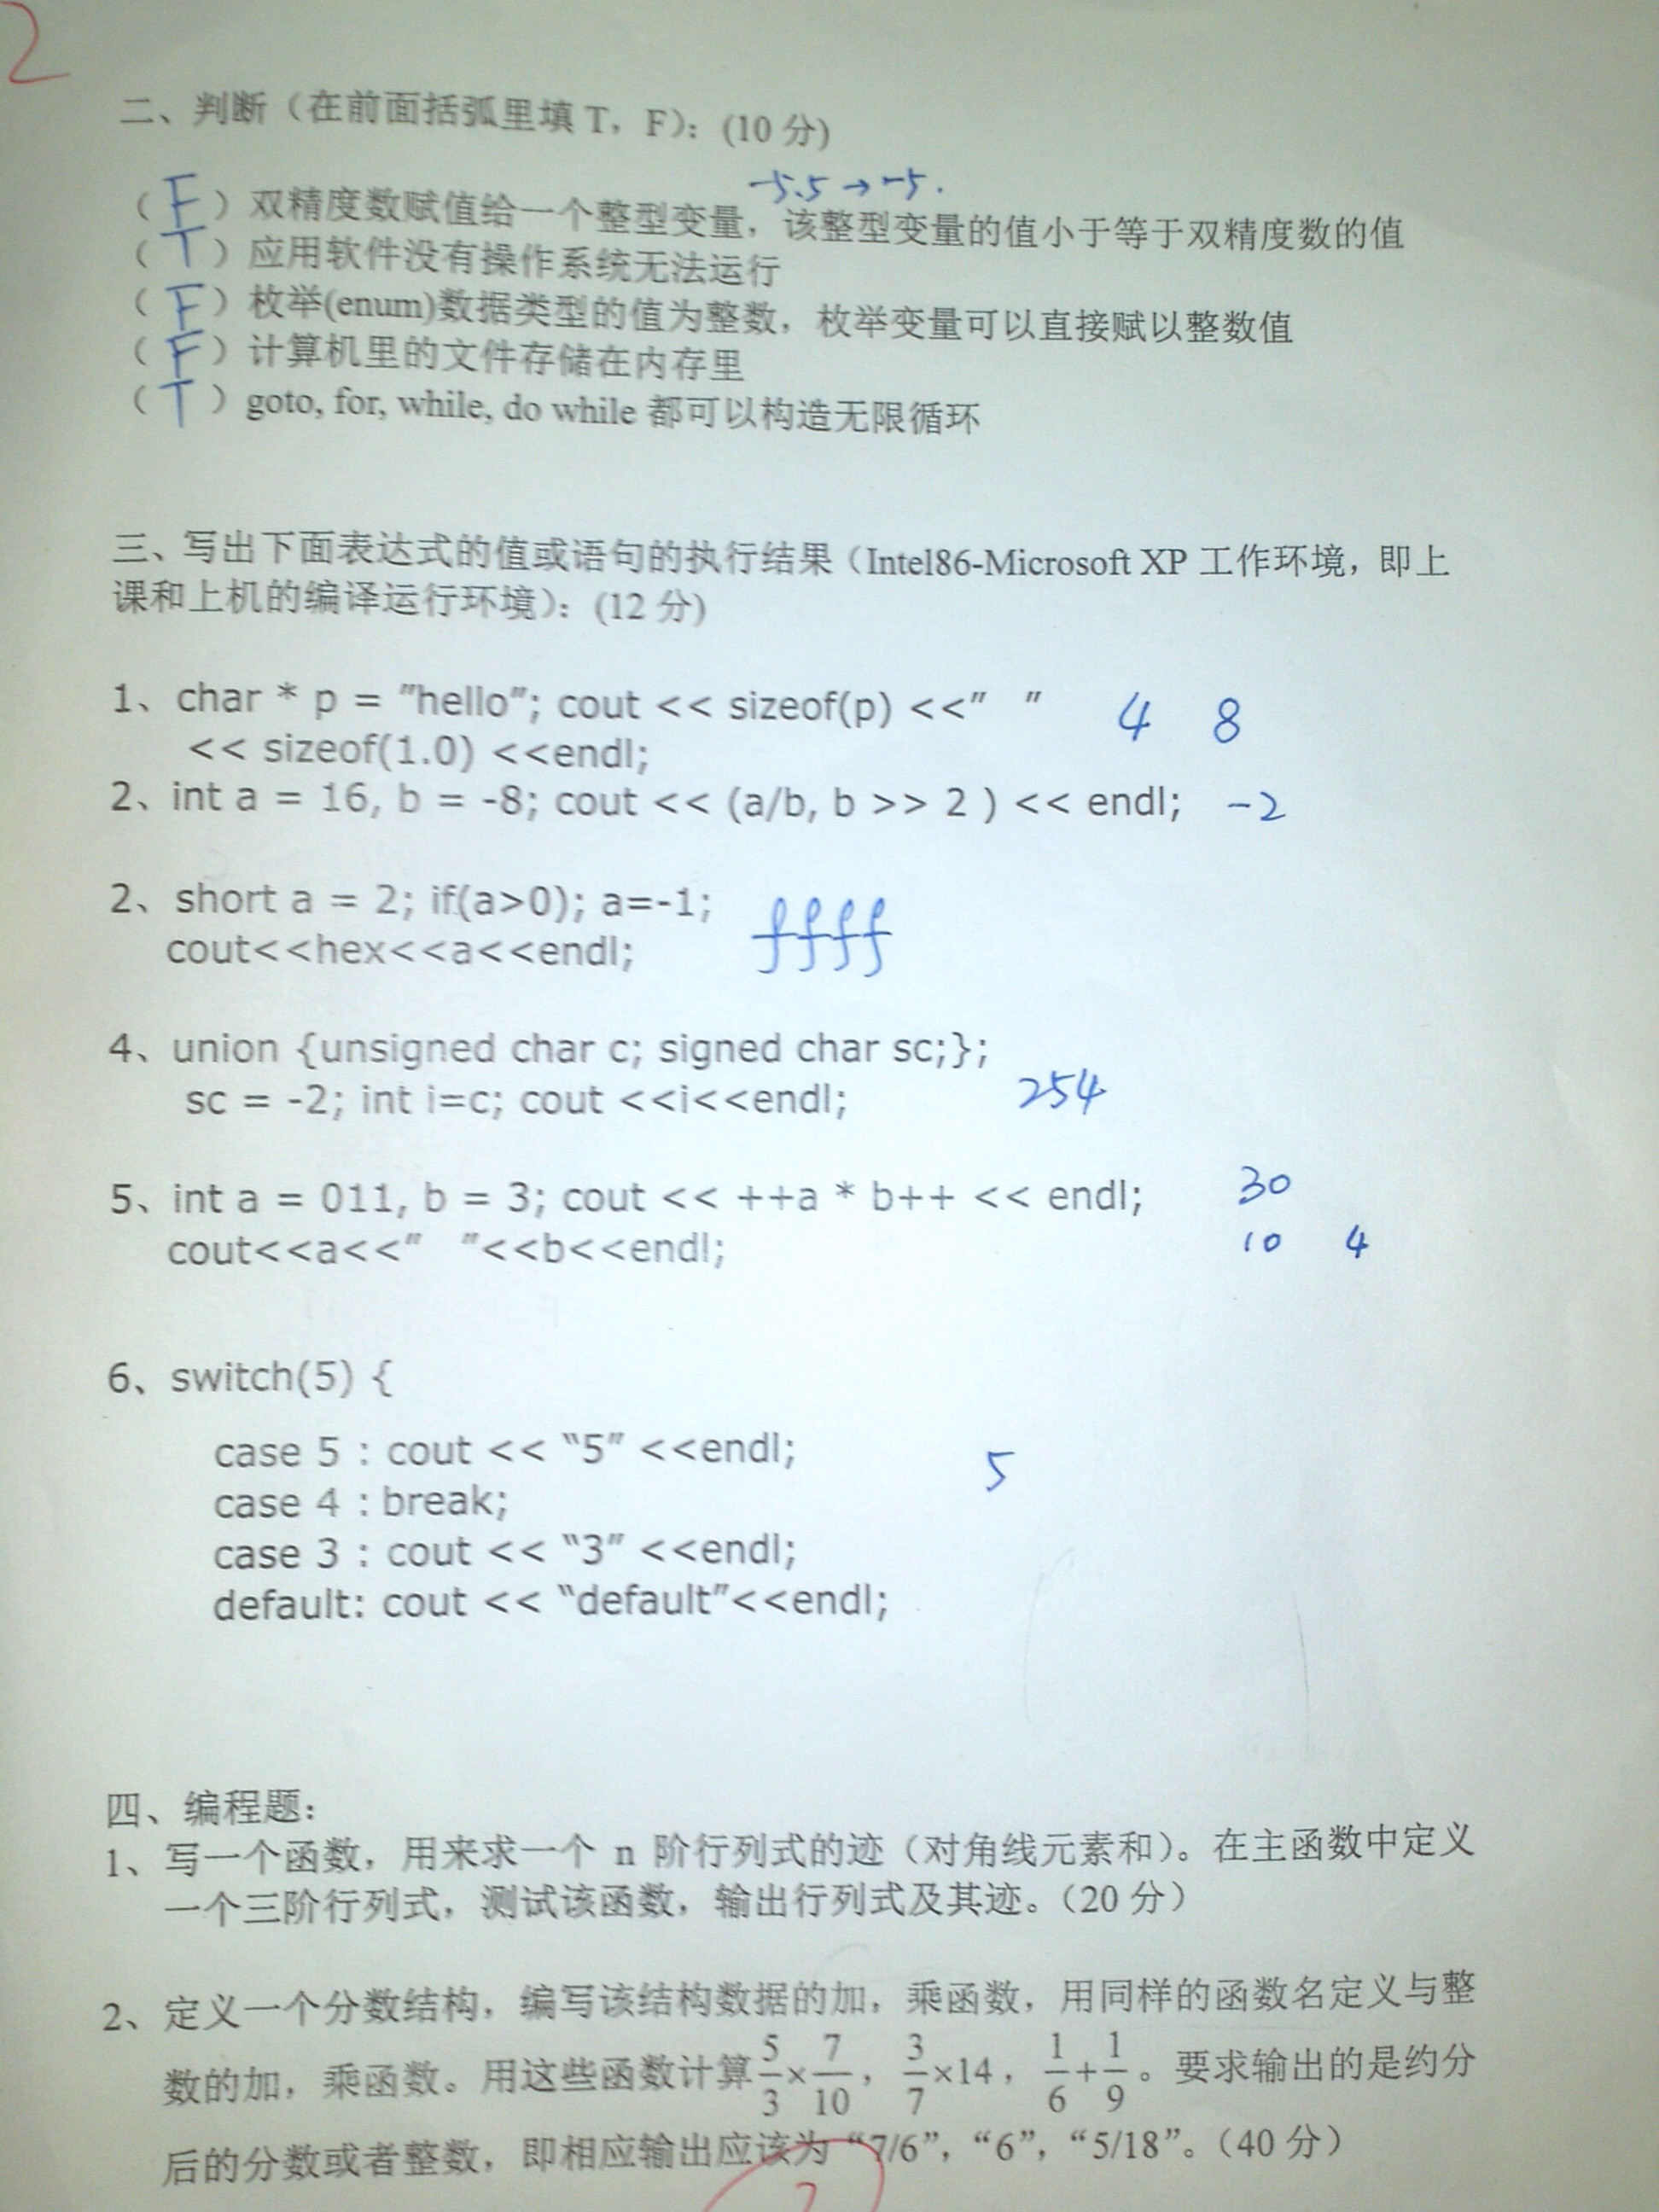 2
二、判断（在前面括弧里填 T，F）：(10 分)
-5.5→-5.
（F）双精度数赋值给一个整型变量，该整型变量的值小于等于双精度数的值
（T）应用软件没有操作系统无法运行
（F）枚举(enum)数据类型的值为整数，枚举变量可以直接赋以整数值
（F）计算机里的文件存储在内存里
（T）goto, for, while, do while 都可以构造无限循环
三、写出下面表达式的值或语句的执行结果（Intel86-Microsoft XP 工作环境，即上
课和上机的编译运行环境）：(12 分)
1、char * p = "hello"; cout << sizeof(p) <<"  " 4 8
<< sizeof(1.0) <<endl;
2、int a = 16, b = -8; cout << (a/b, b >> 2 ) << endl; -2
2、short a = 2; if(a>0); a=-1;
cout<<hex<<a<<endl; ffff
4、union {unsigned char c; signed char sc;};
sc = -2; int i=c; cout <<i<<endl; 254
5、int a = 011, b = 3; cout << ++a * b++ << endl; 30
cout<<a<<"  "<<b<<endl; 10 4
6、switch(5) {
case 5 : cout << "5" <<endl; 5
case 4 : break;
case 3 : cout << "3" <<endl;
default: cout << "default"<<endl;
四、编程题：
1、写一个函数，用来求一个 n 阶行列式的迹（对角线元素和）。在主函数中定义
一个三阶行列式，测试该函数，输出行列式及其迹。（20 分）
2、定义一个分数结构，编写该结构数据的加，乘函数，用同样的函数名定义与整
数的加，乘函数。用这些函数计算5/3×7/10，3/7×14，1/6+1/9。要求输出的是约分
后的分数或者整数，即相应输出应该为“7/6”，“6”，“5/18”。（40 分）